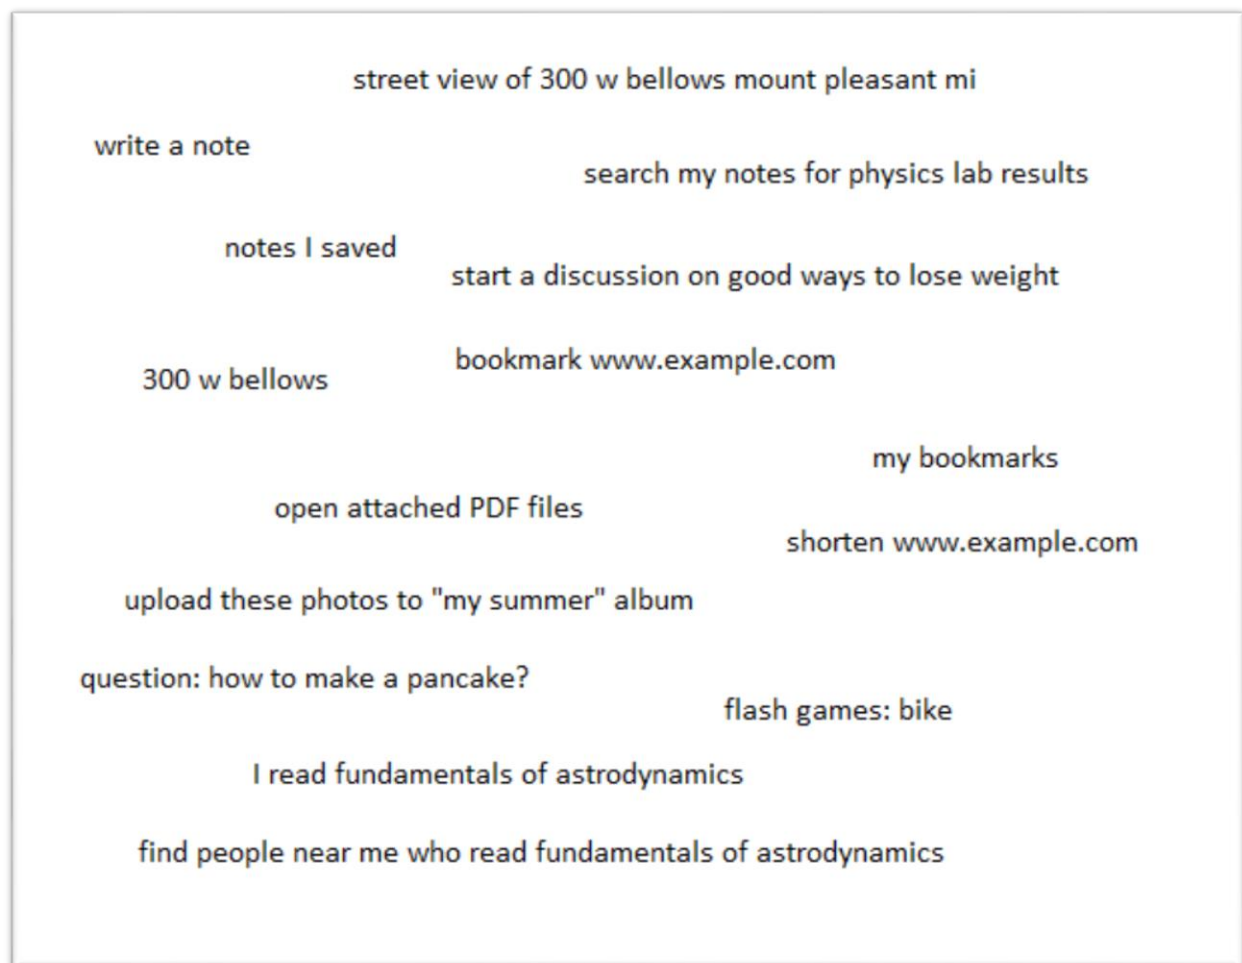 street view of 300 w bellows mount pleasant mi
write a note
search my notes for physics lab results
notes I saved
start a discussion on good ways to lose weight
bookmark www.example.com
300 w bellows
my bookmarks
open attached PDF files
shorten www.example.com
upload these photos to "my summer" album
question: how to make a pancake?
flash games: bike
I read fundamentals of astrodynamics
find people near me who read fundamentals of astrodynamics